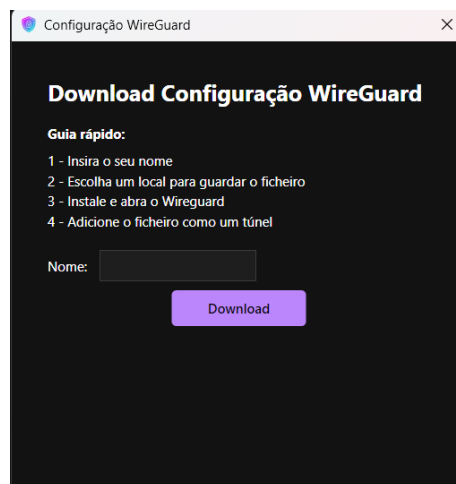 Configuração WireGuard
Download Configuração WireGuard
Guia rápido:
1 - Insira o seu nome
2 - Escolha um local para guardar o ficheiro
3 - Instale e abra o Wireguard
4 - Adicione o ficheiro como um túnel
Nome:
Download